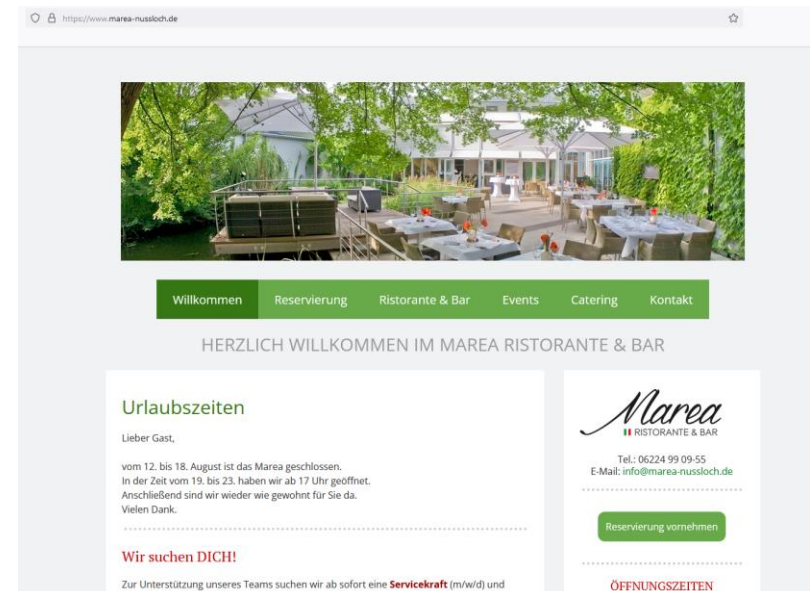 https://www.marea-nussloch.de
Willkommen Reservierung Ristorante & Bar Events Catering Kontakt
HERZLICH WILLKOMMEN IM MAREA RISTORANTE & BAR
Urlaubszeiten
Lieber Gast,
vom 12. bis 18. August ist das Marea geschlossen.
In der Zeit vom 19. bis 23. haben wir ab 17 Uhr geöffnet.
Anschließend sind wir wieder wie gewohnt für Sie da.
Vielen Dank.
Wir suchen DICH!
Zur Unterstützung unseres Teams suchen wir ab sofort eine Servicekraft (m/w/d) und
Marea
RISTORANTE & BAR
Tel.: 06224 99 09-55
E-Mail: info@marea-nussloch.de
Reservierung vornehmen
ÖFFNUNGSZEITEN